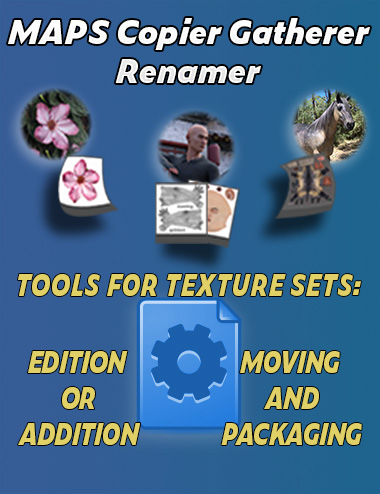 MAPS Copier Gatherer
Renamer
TOOLS FOR TEXTURE SETS:
EDITION
OR
ADDITION
MOVING
AND
PACKAGING